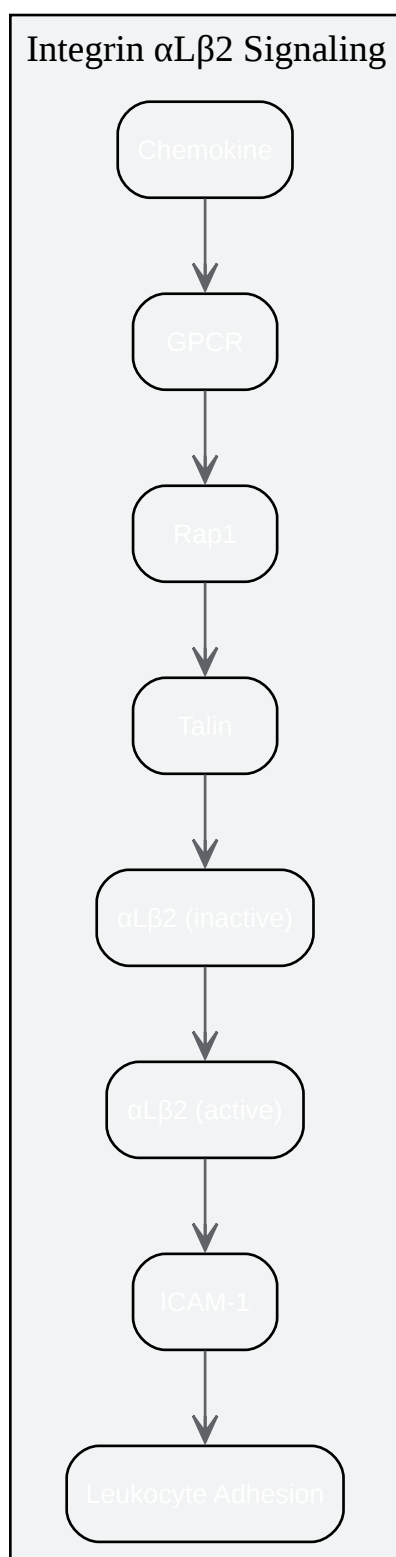 Integrin αLβ2 Signaling
Chemokine
GPCR
Rap1
Talin
αLβ2 (inactive)
αLβ2 (active)
ICAM-1
Leukocyte Adhesion